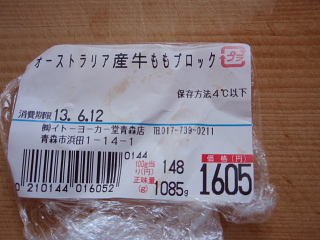 オーストラリア産牛ももブロック
プラ
保存方法4℃以下
消費期限 13.6.12
㈱イトーヨーカー堂青森店 TEL017-739-0211
青森市浜田1-14-1
0144
100g当り(円) 148
価格(円)
正味量(g) 1085g
1605
0210144016052